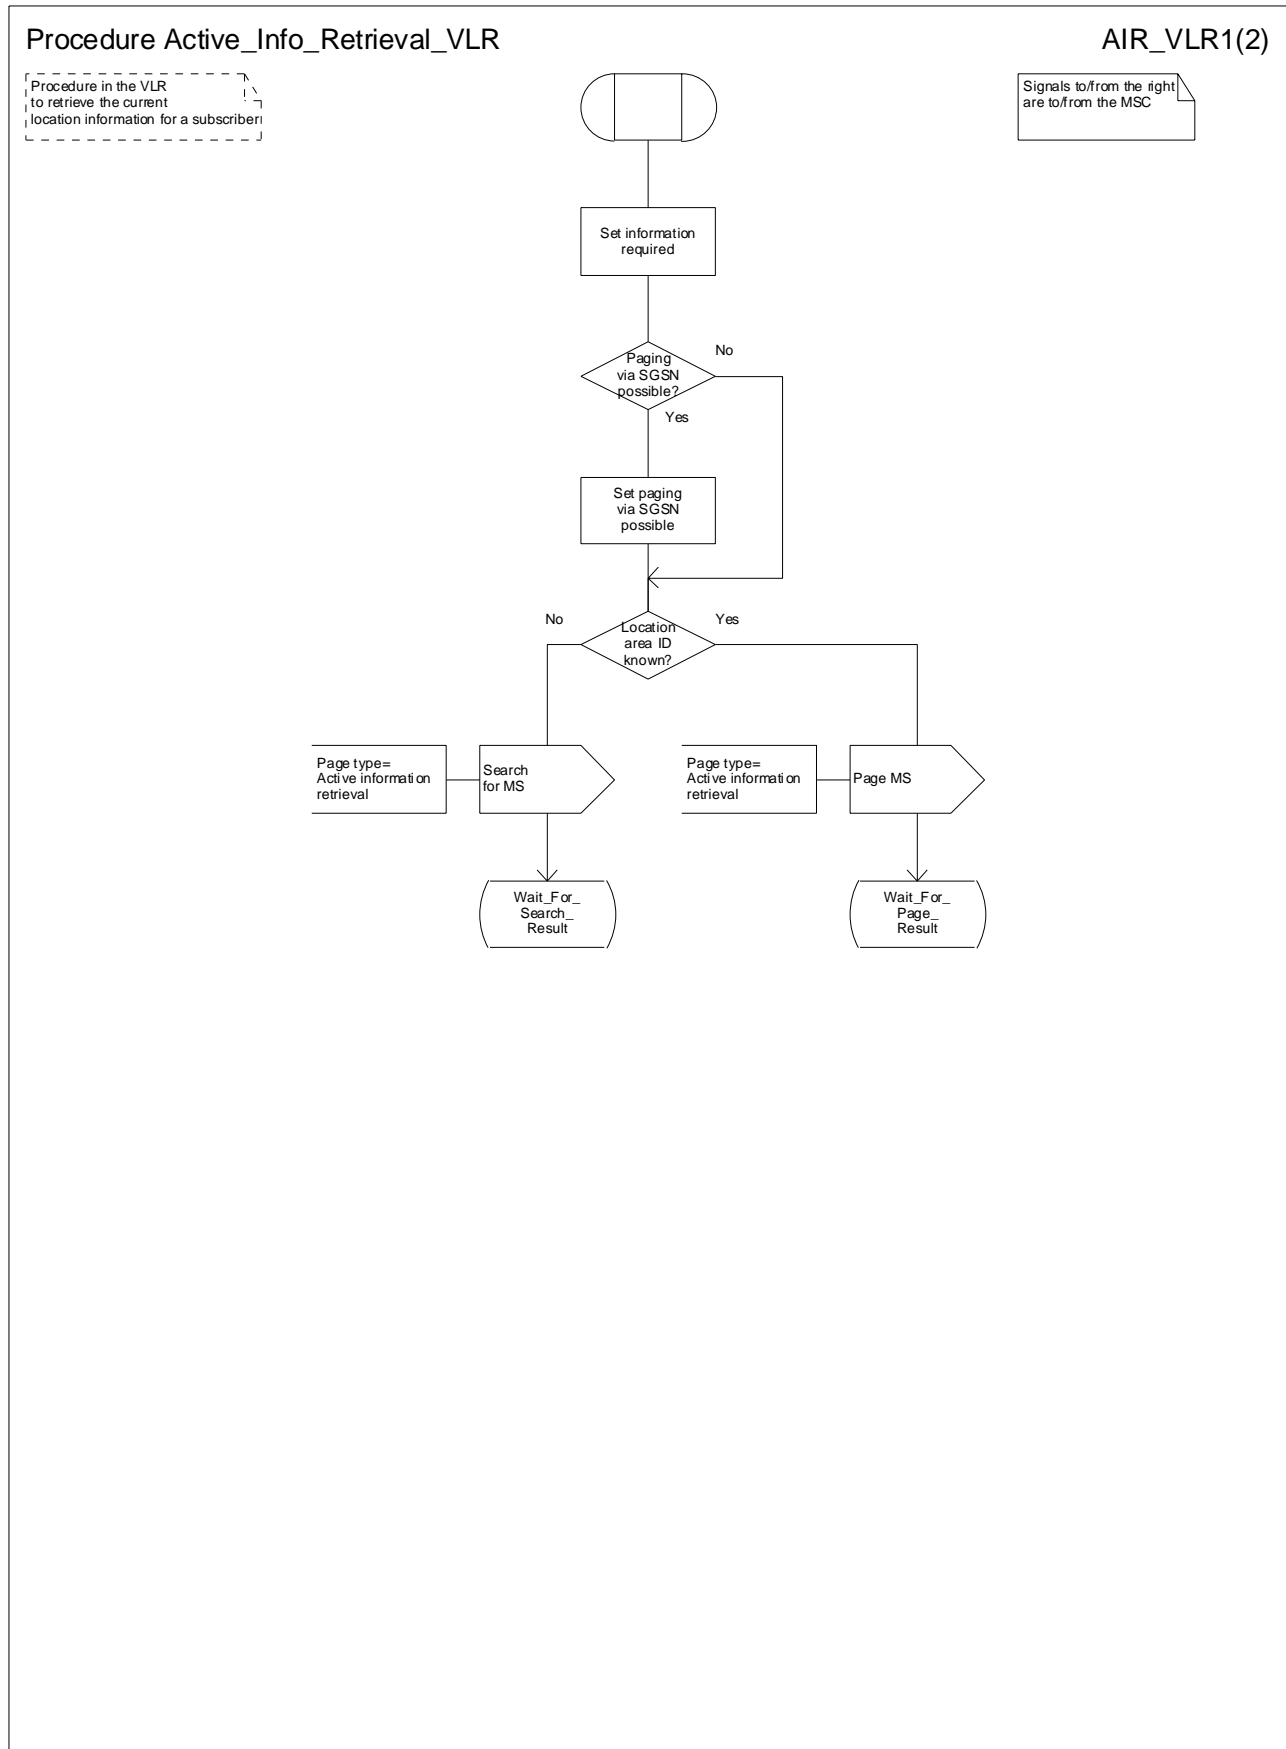 Procedure Active_Info_Retrieval_VLR
AIR_VLR1(2)
Procedure in the VLR
to retrieve the current
location information for a subscriber
Signals to/from the right
are to/from the MSC
Set information
required
Paging
via SGSN
possible?
No
Yes
Set paging
via SGSN
possible
No
Location
area ID
known?
Yes
Page type=
Active information
retrieval
Search
for MS
Page type=
Active information
retrieval
Page MS
Wait_For_
Search_
Result
Wait_For_
Page_
Result